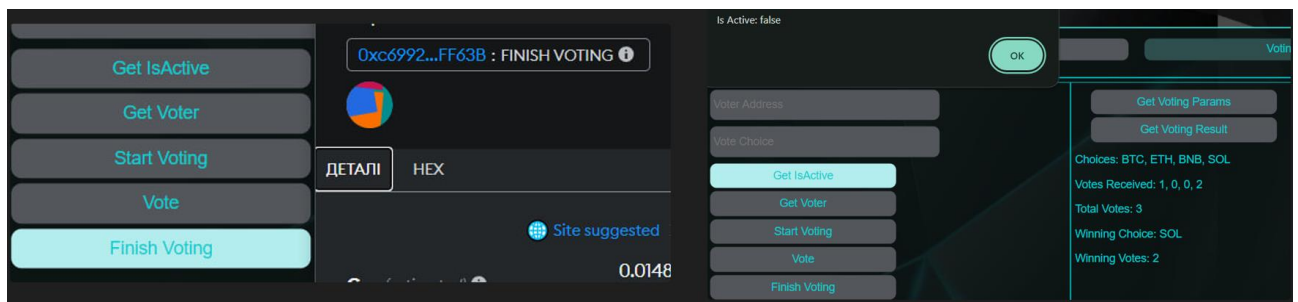 Get IsActive
Get Voter
Start Voting
Vote
Finish Voting
0xc6992...FF63B : FINISH VOTING
ДЕТАЛІ HEX
Site suggested
0.0148
Is Active: false
OK
Voter Address
Vote Choice
Get IsActive
Get Voter
Start Voting
Vote
Finish Voting
Votin
Get Voting Params
Get Voting Result
Choices: BTC, ETH, BNB, SOL
Votes Received: 1, 0, 0, 2
Total Votes: 3
Winning Choice: SOL
Winning Votes: 2